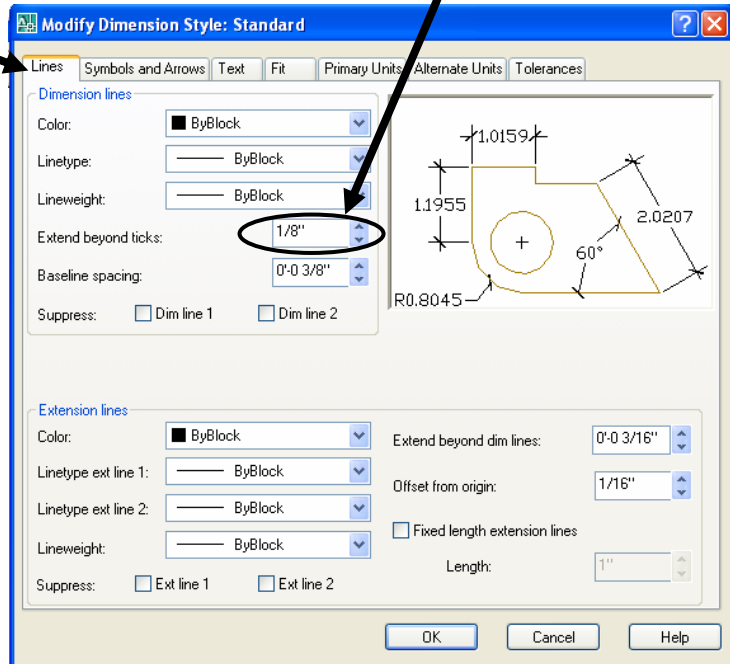 Modify Dimension Style: Standard
Lines Symbols and Arrows Text Fit Primary Units Alternate Units Tolerances
Dimension lines
Color: ByBlock
Linetype: ByBlock
Lineweight: ByBlock
Extend beyond ticks: 1/8"
Baseline spacing: 0'-0 3/8"
Suppress: Dim line 1 Dim line 2
1.0159
1.1955
2.0207
60°
R0.8045
Extension lines
Color: ByBlock
Linetype ext line 1: ByBlock
Linetype ext line 2: ByBlock
Lineweight: ByBlock
Suppress: Ext line 1 Ext line 2
Extend beyond dim lines: 0'-0 3/16"
Offset from origin: 1/16"
Fixed length extension lines
Length: 1"
OK Cancel Help